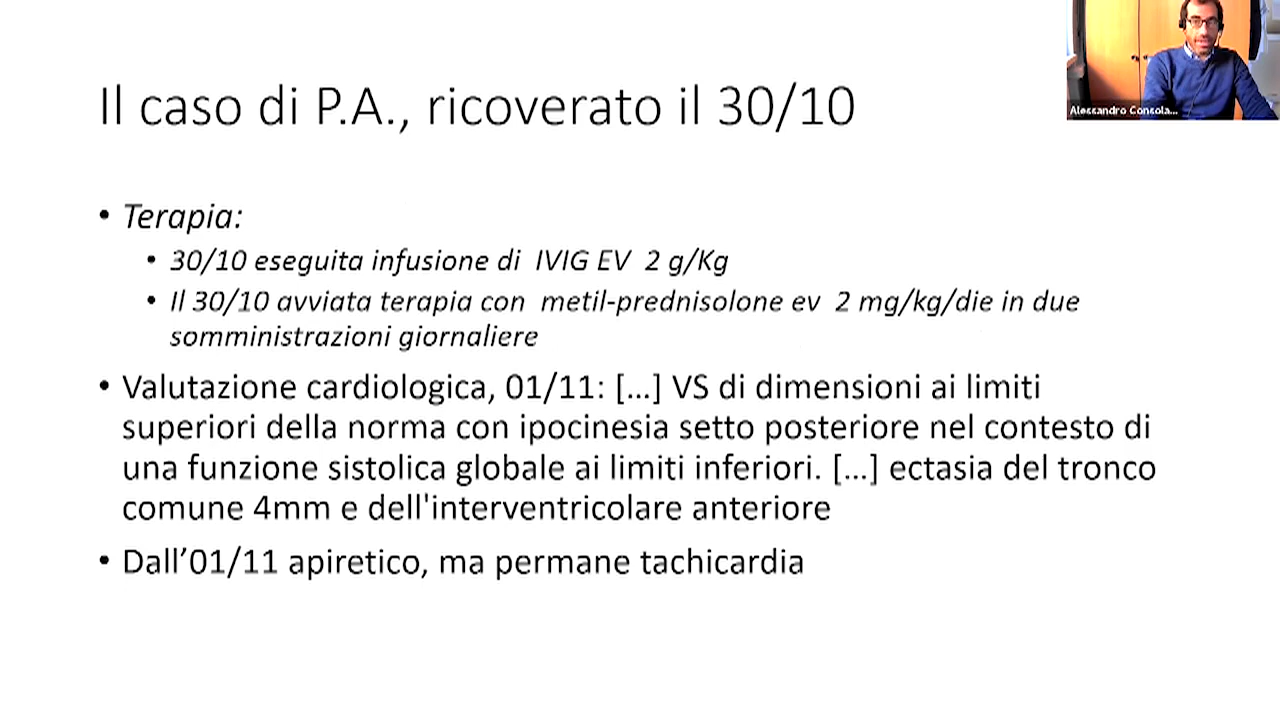 Alessandro Consola...
Il caso di P.A., ricoverato il 30/10
• Terapia:
• 30/10 eseguita infusione di IVIG EV 2 g/Kg
• Il 30/10 avviata terapia con metil-prednisolone ev 2 mg/kg/die in due
somministrazioni giornaliere
• Valutazione cardiologica, 01/11: [...] VS di dimensioni ai limiti
superiori della norma con ipocinesia setto posteriore nel contesto di
una funzione sistolica globale ai limiti inferiori. [...] ectasia del tronco
comune 4mm e dell'interventricolare anteriore
• Dall’01/11 apiretico, ma permane tachicardia